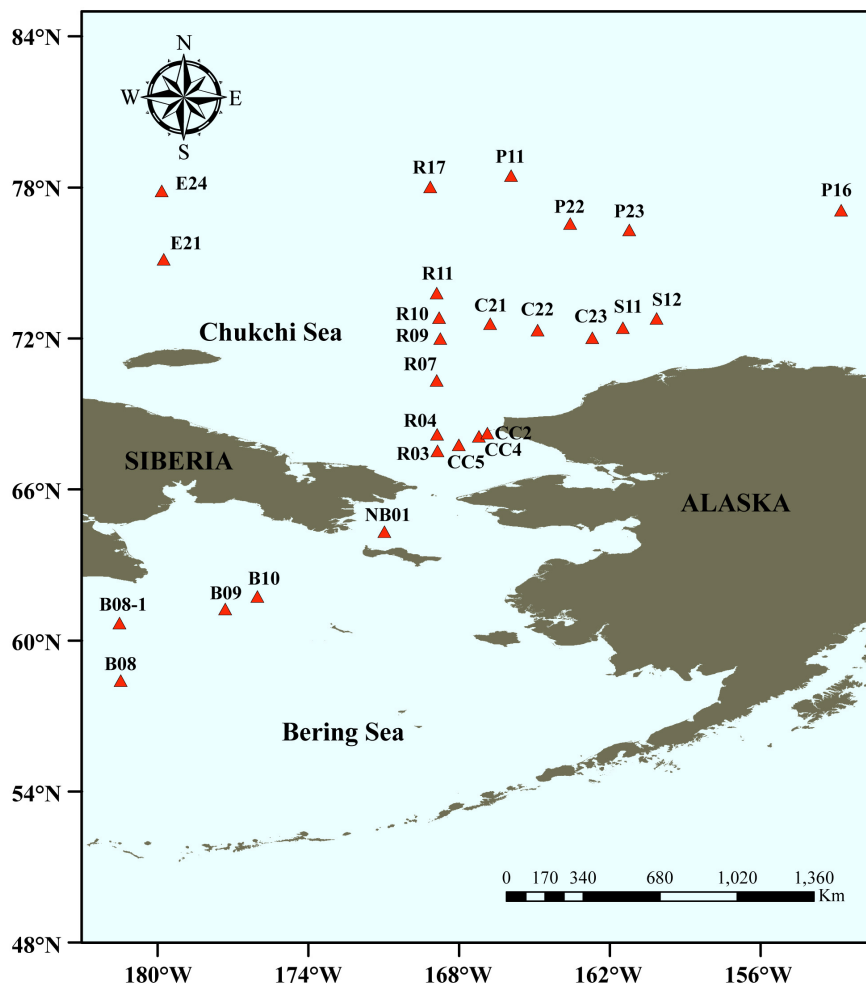 84°N
N
W
E
S
P11
R17
E24
78°N
P16
P22
P23
E21
R11
S12
C21
S11
R10
C22
C23
Chukchi Sea
R09
72°N
R07
R04
CC2
R03
CC4
CC5
SIBERIA
66°N
ALASKA
NB01
B10
B09
B08-1
60°N
B08
Bering Sea
54°N
0 170 340 680 1,020 1,360
Km
48°N
180°W 174°W 168°W 162°W 156°W